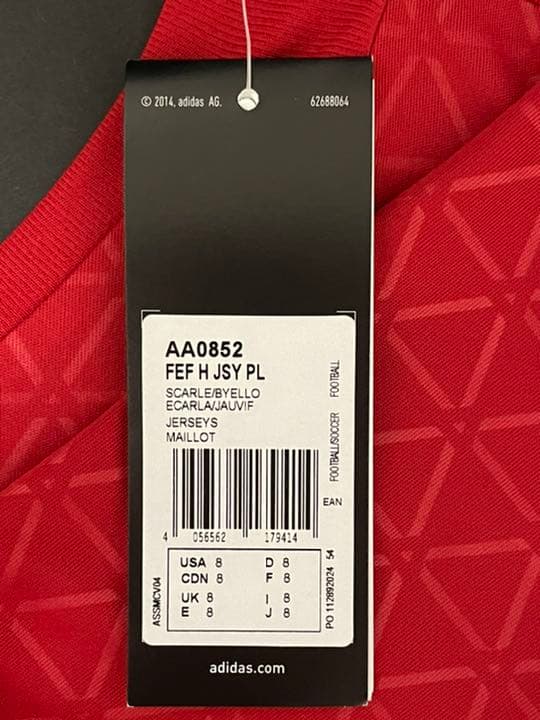 © 2014, adidas AG. 62688064
AA0852
FEF H JSY PL
SCARLE/BYELLO
ECARLA/JAUVIF
JERSEYS
MAILLOT
FOOTBALL/SOCCER FOOTBALL
EAN
4 056562 179414
USA 8 D 8
CDN 8 F 8
UK 8 I 8
E 8 J 8
ASSMCV04
PO 112892024 54
adidas.com